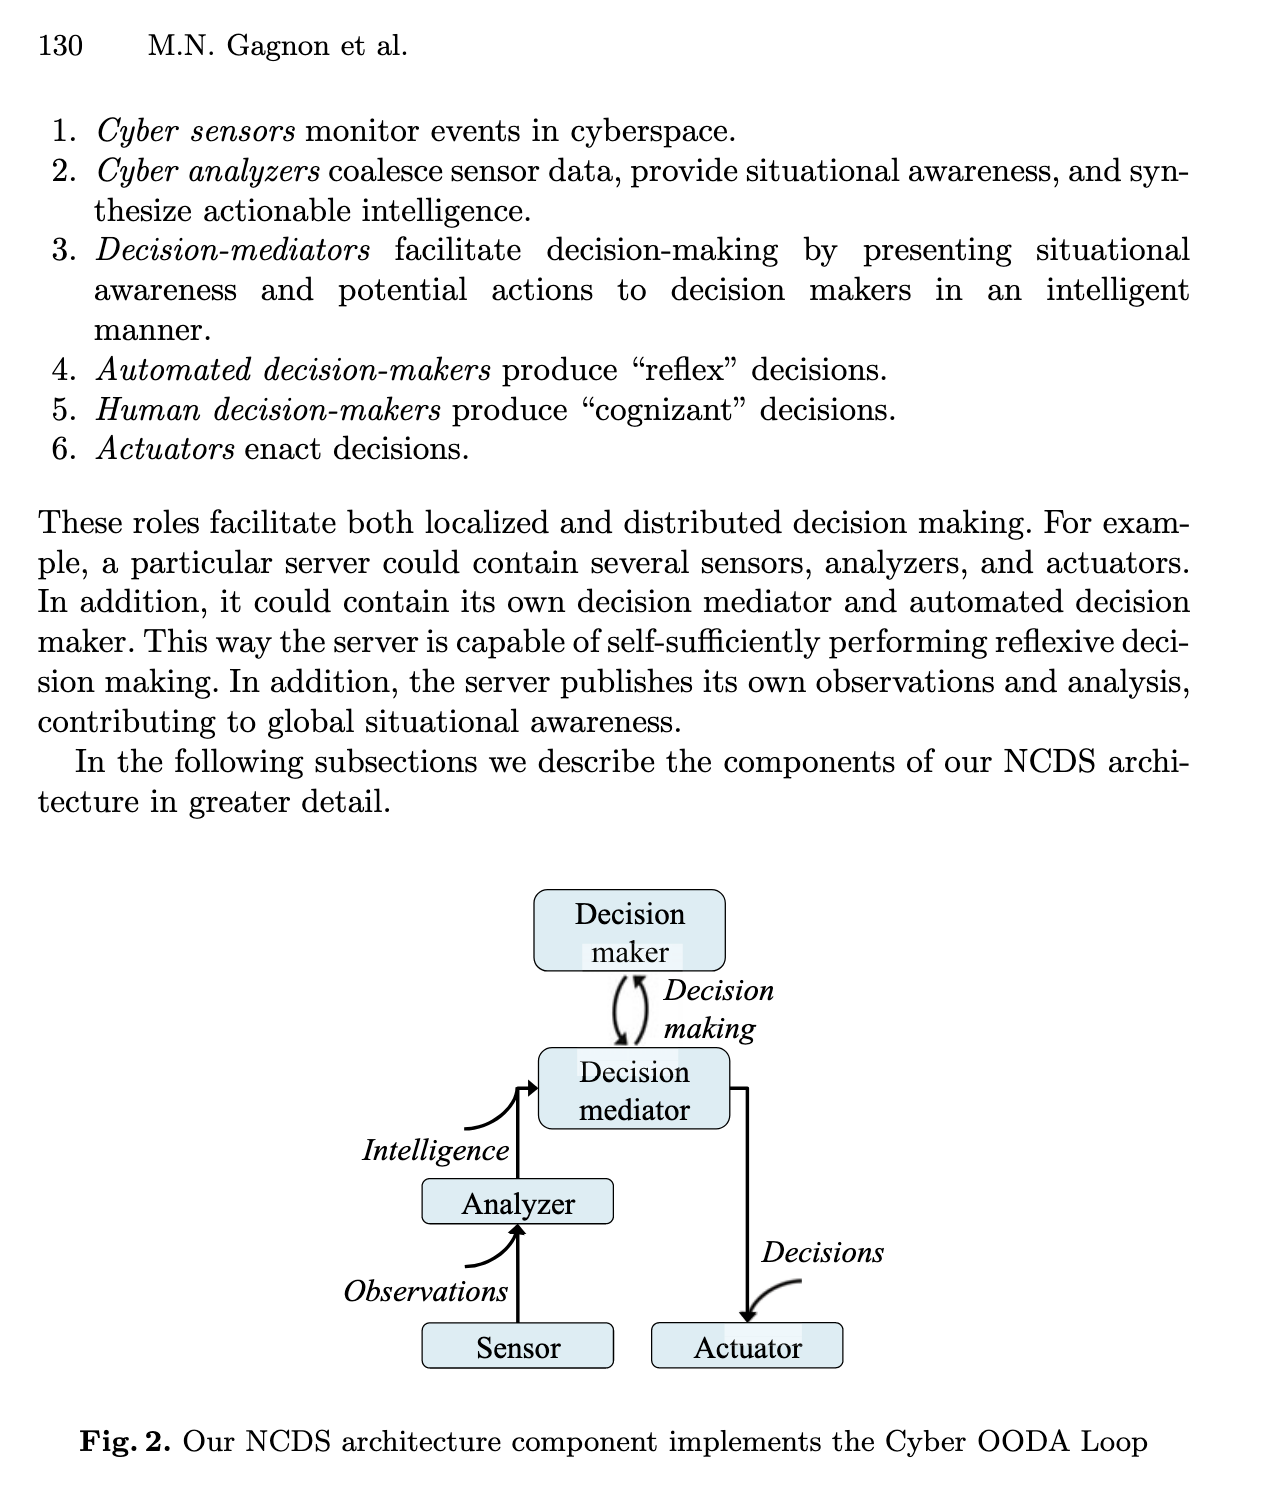 130 M.N. Gagnon et al.
1. Cyber sensors monitor events in cyberspace.
2. Cyber analyzers coalesce sensor data, provide situational awareness, and syn-
thesize actionable intelligence.
3. Decision-mediators facilitate decision-making by presenting situational
awareness and potential actions to decision makers in an intelligent
manner.
4. Automated decision-makers produce “reflex” decisions.
5. Human decision-makers produce “cognizant” decisions.
6. Actuators enact decisions.
These roles facilitate both localized and distributed decision making. For exam-
ple, a particular server could contain several sensors, analyzers, and actuators.
In addition, it could contain its own decision mediator and automated decision
maker. This way the server is capable of self-sufficiently performing reflexive deci-
sion making. In addition, the server publishes its own observations and analysis,
contributing to global situational awareness.
In the following subsections we describe the components of our NCDS archi-
tecture in greater detail.
Decision
maker
Decision
making
Decision
mediator
Intelligence
Analyzer
Decisions
Observations
Sensor
Actuator
Fig. 2. Our NCDS architecture component implements the Cyber OODA Loop